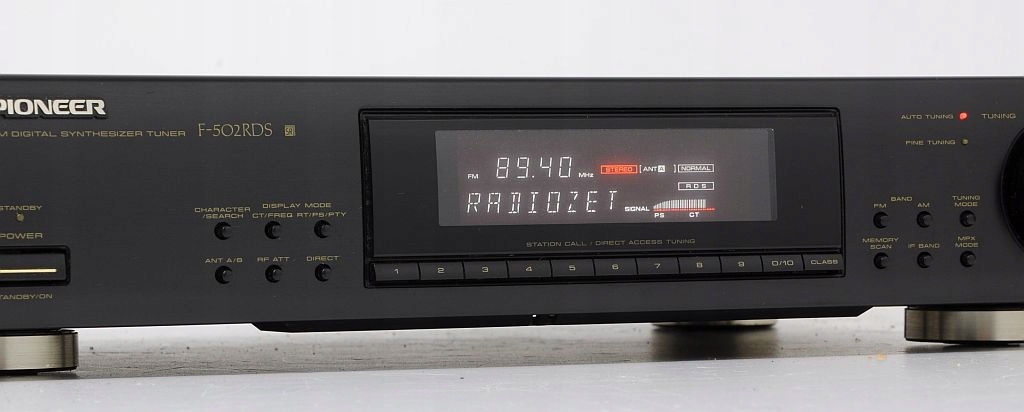 PIONEER
M DIGITAL SYNTHESIZER TUNER F-502RDS
STANDBY
POWER
STANDBY/ON
CHARACTER
/SEARCH
DISPLAY MODE
CT/FREQ RT/PS/PTY
ANT A/B RF ATT DIRECT
FM 89.40 MHz STEREO [ANT A ] NORMAL
RDS
RADIOZET SIGNAL
PS CT
STATION CALL / DIRECT ACCESS TUNING
1 2 3 4 5 6 7 8 9 0/10 CLASS
AUTO TUNING TUNING
FINE TUNING
BAND
FM AM
TUNING
MODE
MEMORY
SCAN
IF BAND
MPX
MODE